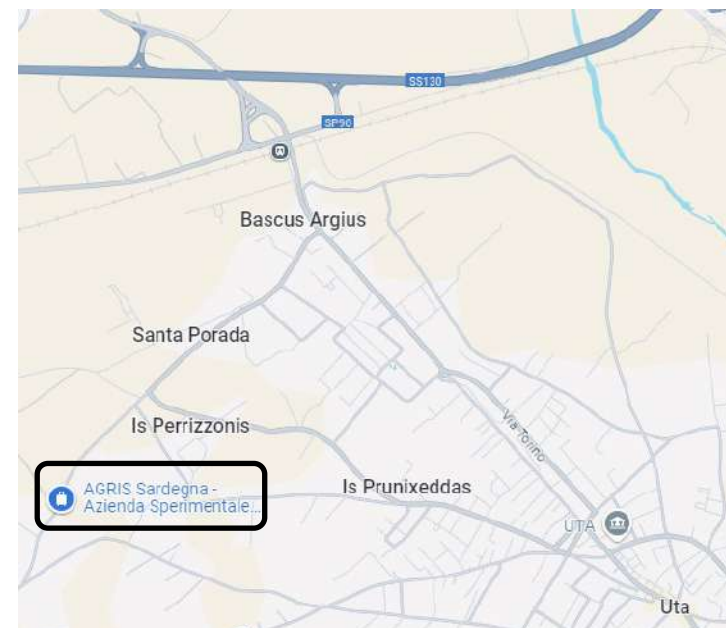 SS130
SP90
Bascus Argius
Santa Porada
Is Perrizzonis
Via Torino
AGRIS Sardegna -
Azienda Sperimentale...
Is Prunixeddas
UTA
Uta